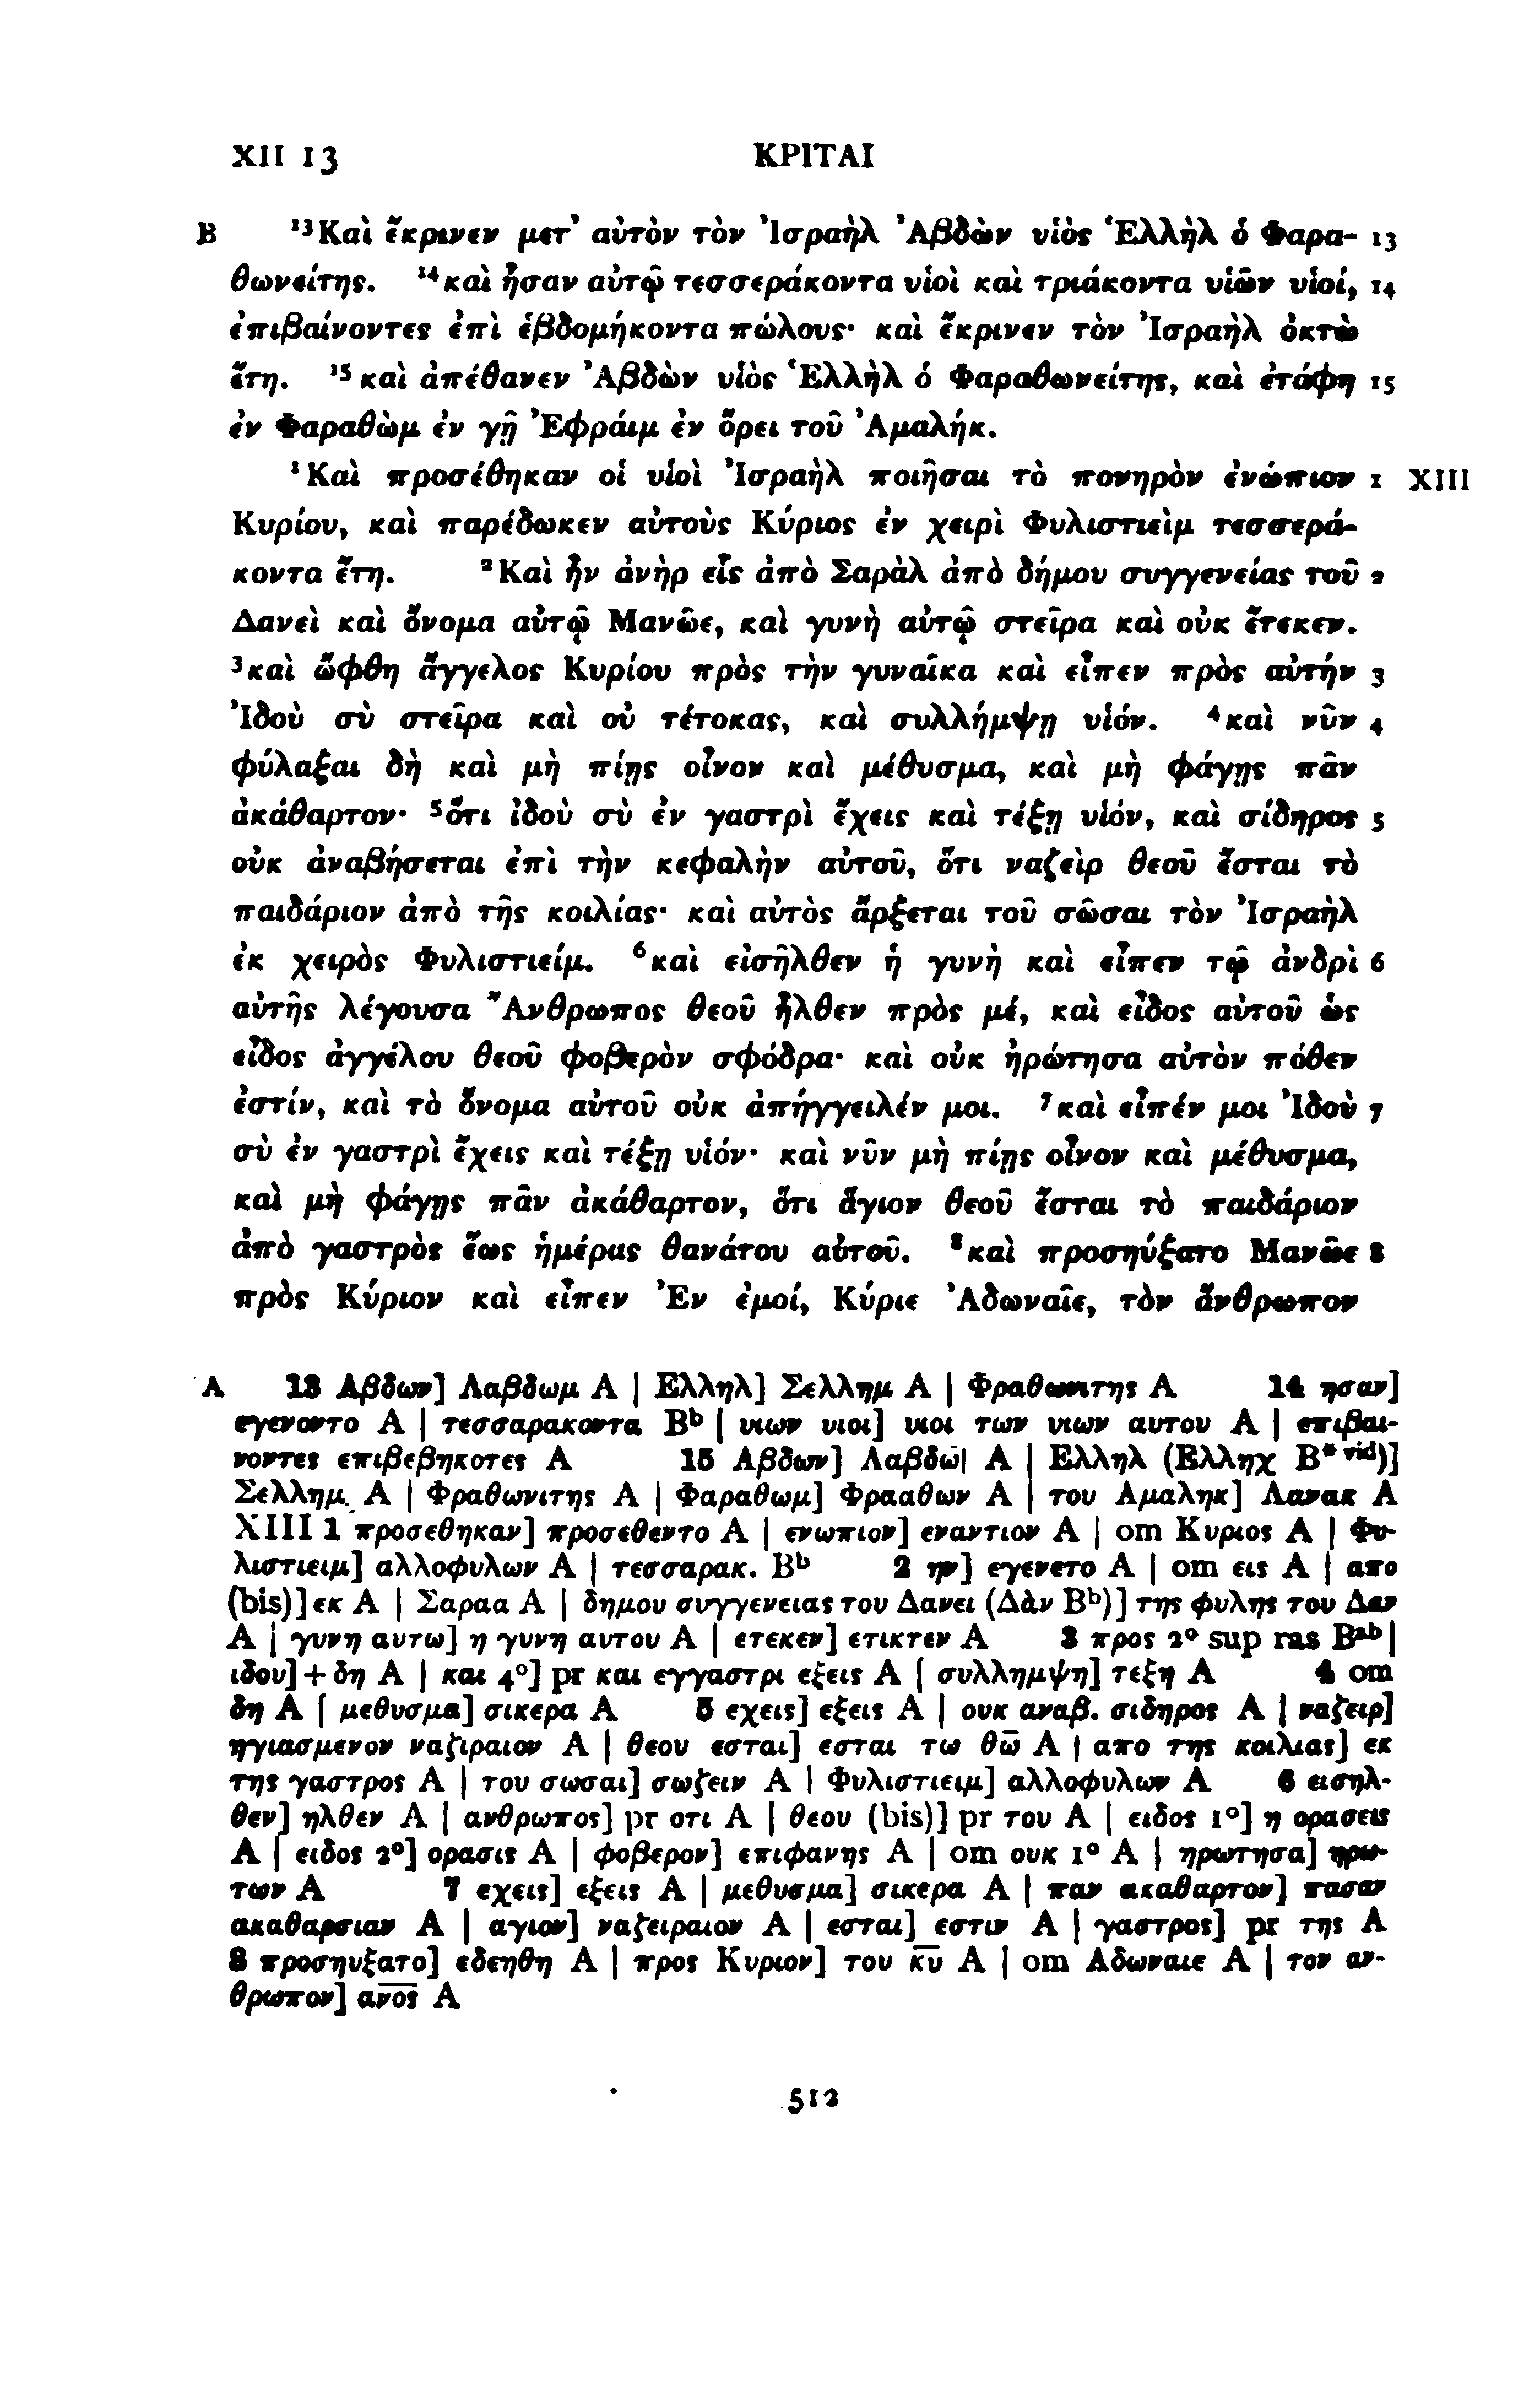 XII 13 ΚΡΙΤΑΙ
B ¹³Καὶ ἔκρινεν μετ’ αὐτὸν τὸν Ἰσραὴλ Ἀβδὼν υἱὸς Ἑλλὴλ ὁ Φαρα- 13
θωνείτης. ¹⁴καὶ ἦσαν αὐτῷ τεσσεράκοντα υἱοὶ καὶ τριάκοντα υἱῶν υἱοί, 14
ἐπιβαίνοντες ἐπὶ ἑβδομήκοντα πώλους· καὶ ἔκρινεν τὸν Ἰσραὴλ ὀκτὼ
ἔτη. ¹⁵καὶ ἀπέθανεν Ἀβδὼν υἱὸς Ἑλλὴλ ὁ Φαραθωνείτης, καὶ ἐτάφη 15
ἐν Φαραθὼμ ἐν γῇ Ἐφράιμ ἐν ὄρει τοῦ Ἀμαλήκ.
¹Καὶ προσέθηκαν οἱ υἱοὶ Ἰσραὴλ ποιῆσαι τὸ πονηρὸν ἐνώπιον 1 XIII
Κυρίου, καὶ παρέδωκεν αὐτοὺς Κύριος ἐν χειρὶ Φυλιστιεὶμ τεσσερά-
κοντα ἔτη. ²Καὶ ἦν ἀνὴρ εἷς ἀπὸ Σαρὰλ ἀπὸ δήμου συγγενείας τοῦ 2
Δανεὶ καὶ ὄνομα αὐτῷ Μανῶε, καὶ γυνὴ αὐτῷ στεῖρα καὶ οὐκ ἔτεκεν.
³καὶ ὤφθη ἄγγελος Κυρίου πρὸς τὴν γυναῖκα καὶ εἶπεν πρὸς αὐτήν 3
Ἰδοὺ σὺ στεῖρα καὶ οὐ τέτοκας, καὶ συλλήμψῃ υἱόν. ⁴καὶ νῦν 4
φύλαξαι δὴ καὶ μὴ πίῃς οἶνον καὶ μέθυσμα, καὶ μὴ φάγῃς πᾶν
ἀκάθαρτον· ⁵ὅτι ἰδοὺ σὺ ἐν γαστρὶ ἔχεις καὶ τέξῃ υἱόν, καὶ σίδηρος 5
οὐκ ἀναβήσεται ἐπὶ τὴν κεφαλὴν αὐτοῦ, ὅτι ναζεὶρ θεοῦ ἔσται τὸ
παιδάριον ἀπὸ τῆς κοιλίας· καὶ αὐτὸς ἄρξεται τοῦ σῶσαι τὸν Ἰσραὴλ
ἐκ χειρὸς Φυλιστιείμ. ⁶καὶ εἰσῆλθεν ἡ γυνὴ καὶ εἶπεν τῷ ἀνδρὶ 6
αὐτῆς λέγουσα Ἄνθρωπος θεοῦ ἦλθεν πρὸς μέ, καὶ εἶδος αὐτοῦ ὡς
εἶδος ἀγγέλου θεοῦ φοβερὸν σφόδρα· καὶ οὐκ ἠρώτησα αὐτὸν πόθεν
ἐστίν, καὶ τὸ ὄνομα αὐτοῦ οὐκ ἀπήγγειλέν μοι. ⁷καὶ εἶπέν μοι Ἰδοὺ 7
σὺ ἐν γαστρὶ ἔχεις καὶ τέξῃ υἱόν· καὶ νῦν μὴ πίῃς οἶνον καὶ μέθυσμα,
καὶ μὴ φάγῃς πᾶν ἀκάθαρτον, ὅτι ἅγιον θεοῦ ἔσται τὸ παιδάριον
ἀπὸ γαστρὸς ἕως ἡμέρας θανάτου αὐτοῦ. ⁸καὶ προσηύξατο Μανῶε 8
πρὸς Κύριον καὶ εἶπεν Ἐν ἐμοί, Κύριε Ἀδωναῖε, τὸν ἄνθρωπον
A 13 Αβδων] Λαβδωμ A | Ελληλ] Σελλημ A | Φραθωνιτης A 14 ησαν]
εγενοντο A | τεσσαρακοντα Bᵇ | υιων υιοι] υιοι των υιων αυτου A | επιβαι-
νοντες επιβεβηκοτες A 15 Αβδων] Λαβδω̄| A | Ελληλ (Ελληχ B* ᵛⁱᵈ)]
Σελλημ A | Φραθωνιτης A | Φαραθωμ] Φρααθων A | του Αμαληκ] Λανακ A
XIII 1 προσεθηκαν] προσεθεντο A | ενωπιον] εναντιον A | om Κυριος A | Φυ-
λιστιειμ] αλλοφυλων A | τεσσαρακ. Bᵇ 2 ην] εγενετο A | om εις A | απο
(bis)] εκ A | Σαραα A | δημου συγγενειας του Δανει (Δὰν Bᵇ)] της φυλης του Δαν
A | γυνη αυτω] η γυνη αυτου A | ετεκεν] ετικτεν A 3 προς 2° sup ras Bᵃᵇ |
ιδου] + δη A | και 4°] pr και εγγαστρι εξεις A | συλλημψη] τεξη A 4 om
δη A | μεθυσμα] σικερα A 5 εχεις] εξεις A | ουκ αναβ. σιδηρος A | ναζειρ]
ηγιασμενον ναζιραιον A | θεου εσται] εσται τω θω̄ A | απο της κοιλιας] εκ
της γαστρος A | του σωσαι] σωζειν A | Φυλιστιειμ] αλλοφυλων A 6 εισηλ-
θεν] ηλθεν A | ανθρωπος] pr οτι A | θεου (bis)] pr του A | ειδος 1°] η ορασεις
A | ειδος 2°] ορασις A | φοβερον] επιφανης A | om ουκ 1° A | ηρωτησα] ηρω-
των A 7 εχεις] εξεις A | μεθυσμα] σικερα A | παν ακαθαρτον] πασαν
ακαθαρσιαν A | αγιον] ναζειραιον A | εσται] εστιν A | γαστρος] pr της A
8 προσηυξατο] εδεηθη A | προς Κυριον] του κ̅υ̅ A | om Αδωναιε A | τον αν-
θρωπον] α̅ν̅ο̅ς̅ A
512